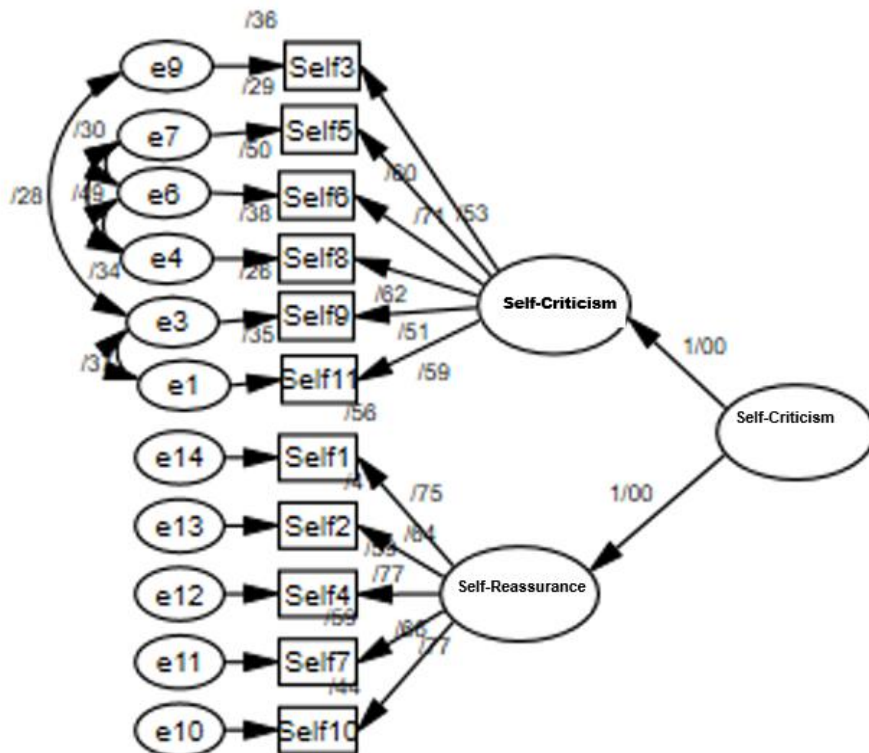 /36
e9
Self3
/29
/30
e7
Self5
/50
/60
/28
/49
e6
Self6
/71
/53
/38
e4
Self8
/34
/26
/62
Self-Criticism
e3
Self9
/35
/51
1/00
e1
Self11
/59
/56
Self-Criticism
e14
Self1
/75
1/00
e13
Self2
/64
e12
Self4
/77
Self-Reassurance
/59
e11
Self7
/66
/77
/44
e10
Self10